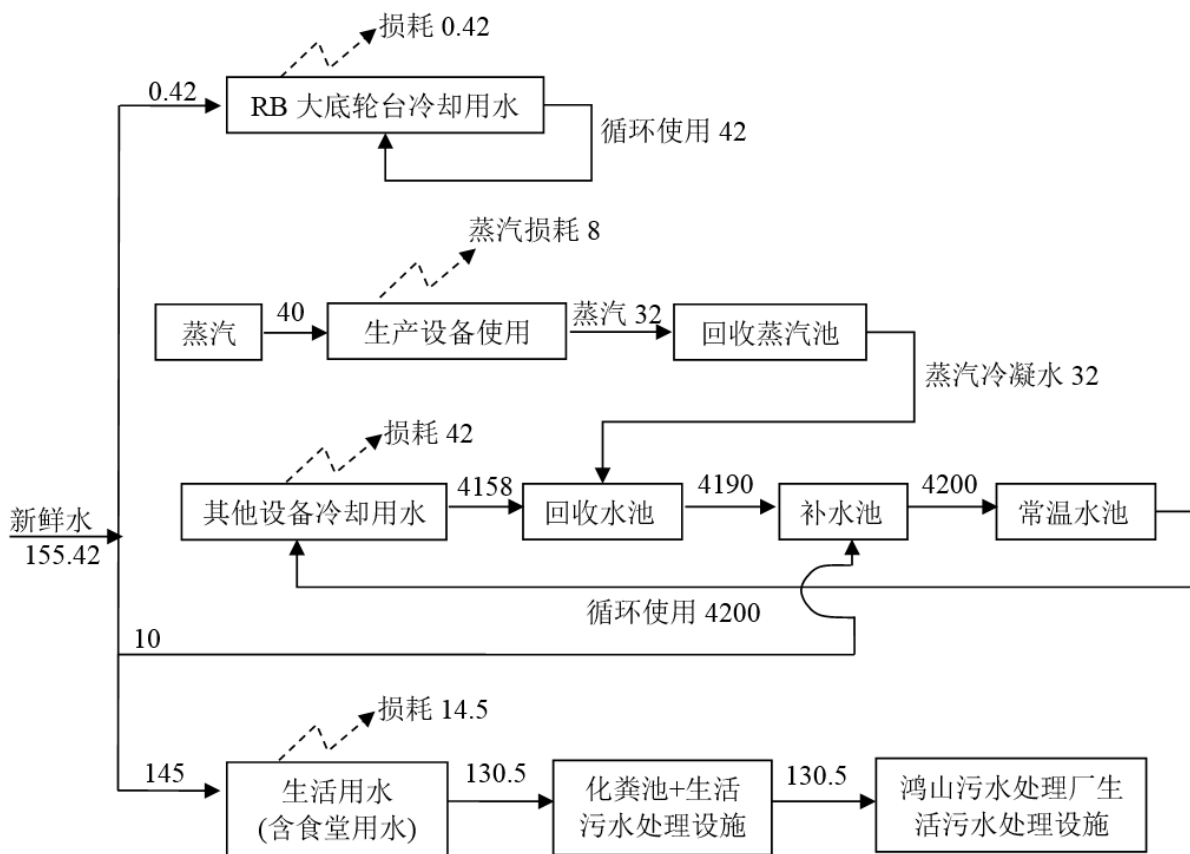 损耗 0.42
0.42
RB 大底轮台冷却用水
循环使用 42
蒸汽损耗 8
蒸汽
40
生产设备使用
蒸汽 32
回收蒸汽池
蒸汽冷凝水 32
损耗 42
其他设备冷却用水
4158
回收水池
4190
补水池
4200
常温水池
新鲜水
155.42
循环使用 4200
10
损耗 14.5
145
生活用水
(含食堂用水)
130.5
化粪池+生活
污水处理设施
130.5
鸿山污水处理厂生
活污水处理设施